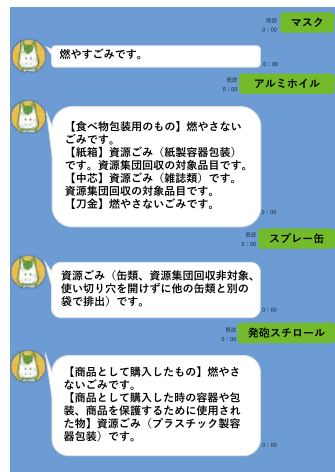 既読
0:00
マスク
燃やすごみです。
0:00
既読
0:00
アルミホイル
【食べ物包装用のもの】燃やさない
ごみです。
【紙箱】資源ごみ（紙製容器包装）
です。資源集団回収の対象品目です。
【中芯】資源ごみ（雑誌類）です。
資源集団回収の対象品目です。
【刀金】燃やさないごみです。
0:00
既読
0:00
スプレー缶
資源ごみ（缶類、資源集団回収非対象、
使い切り穴を開けずに他の缶類と別の
袋で排出）です。
0:00
既読
0:00
発砲スチロール
【商品として購入したもの】燃やさ
ないごみです。
【商品として購入した時の容器や包
装、商品を保護するために使用され
た物】資源ごみ（プラスチック製容
器包装）です。
0:00